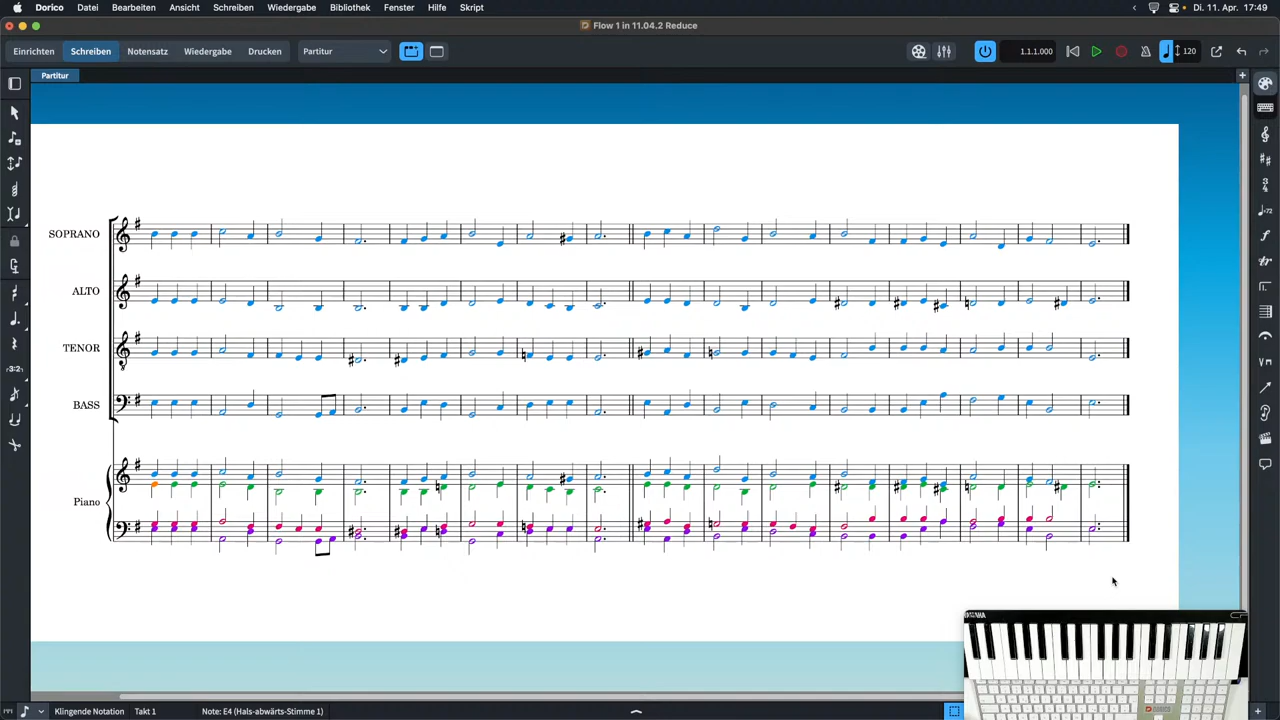 Dorico Datei Bearbeiten Ansicht Schreiben Wiedergabe Bibliothek Fenster Hilfe Skript Di. 11. Apr. 17:49
Flow 1 in 11.04.2 Reduce
Einrichten Schreiben Notensatz Wiedergabe Drucken Partitur 1.1.1.000 120
Partitur
SOPRANO
ALTO
TENOR
BASS
Piano
Klingende Notation Takt 1 Note: E4 (Hals-abwärts-Stimme 1)